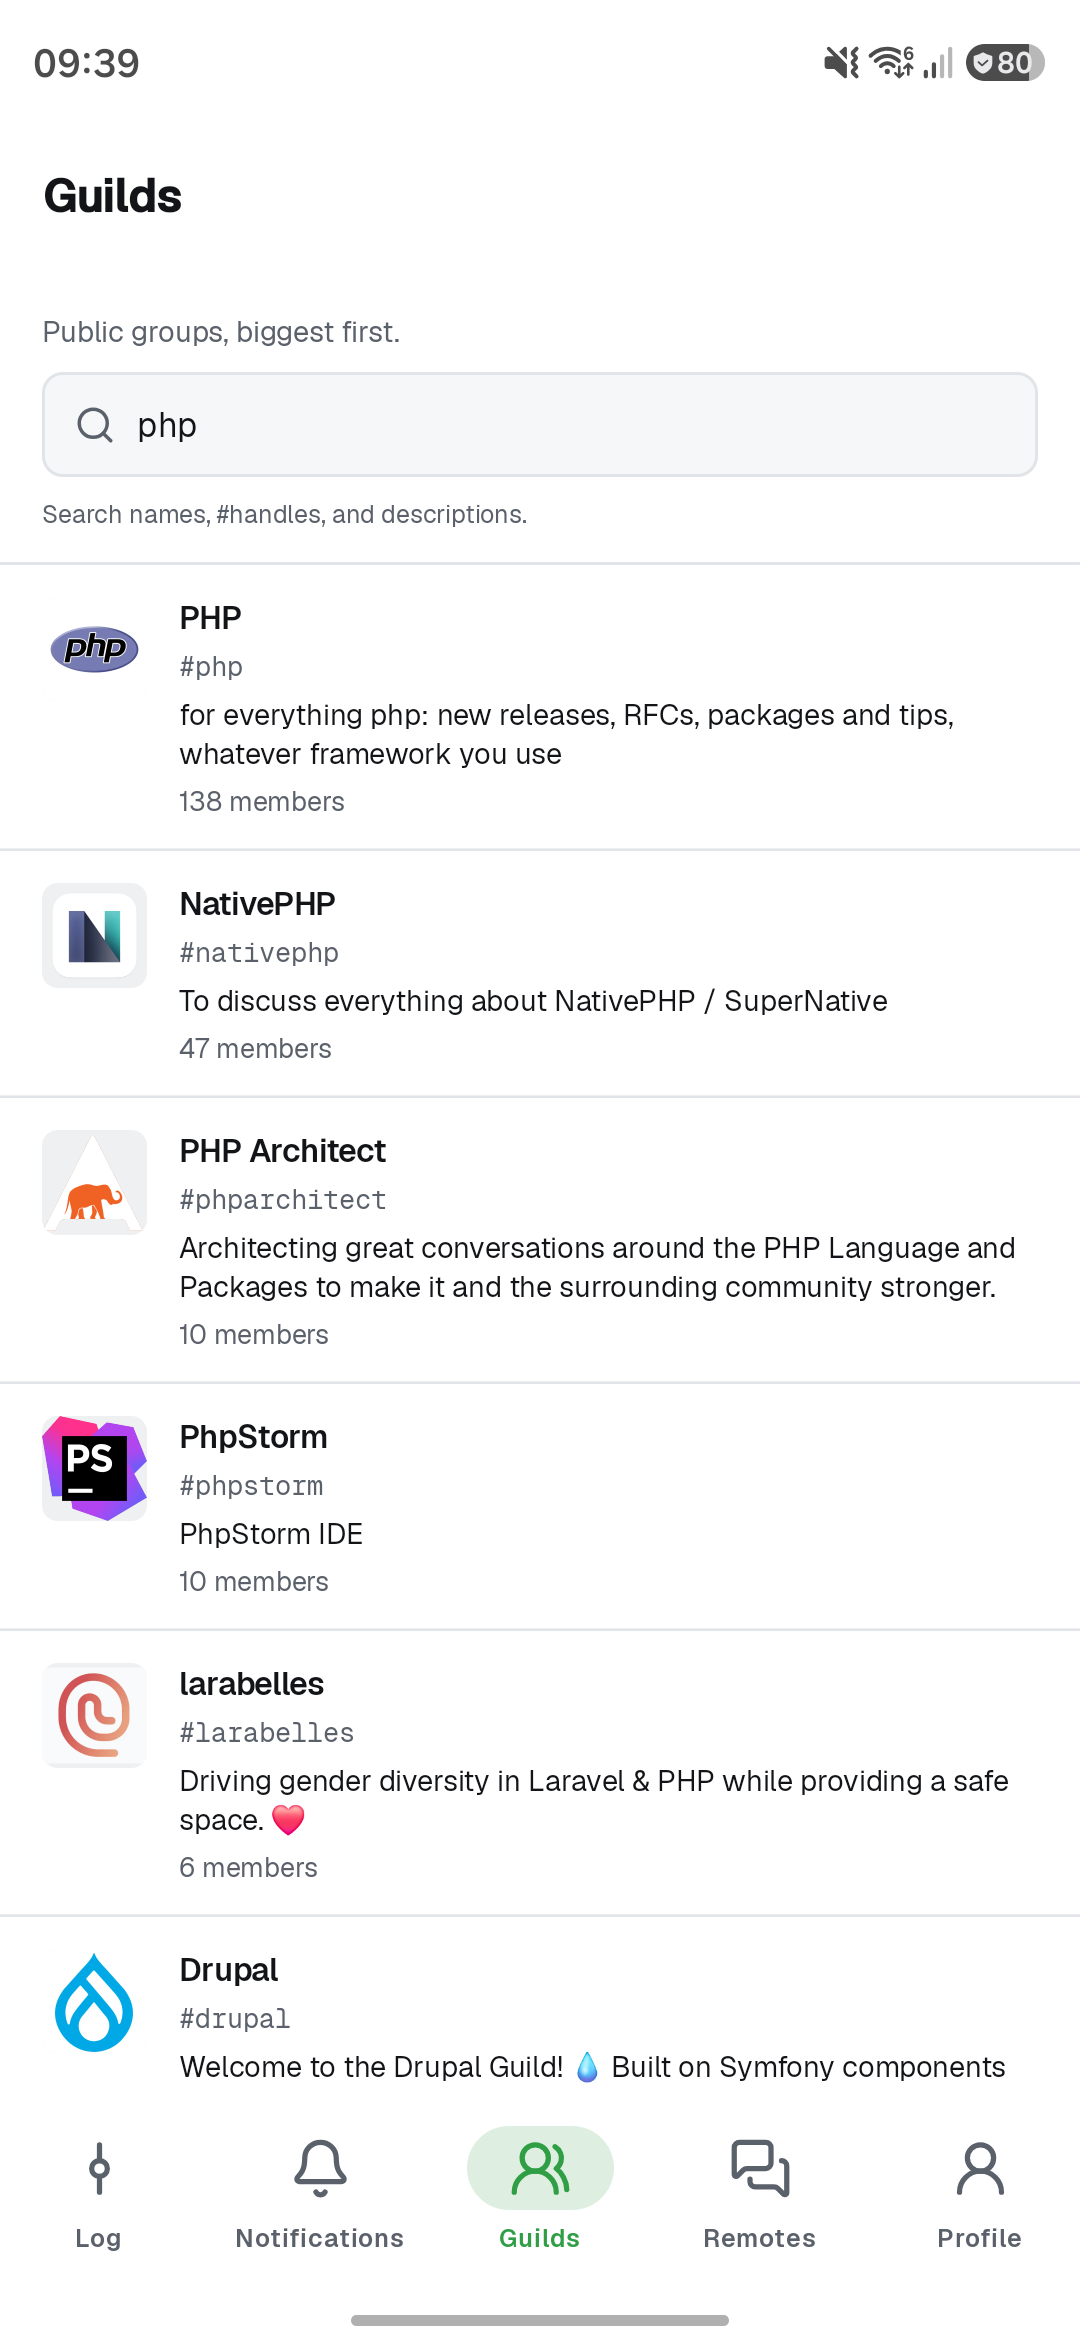 09:39
6
80
Guilds
Public groups, biggest first.
php
Search names, #handles, and descriptions.
php
PHP
#php
for everything php: new releases, RFCs, packages and tips,
whatever framework you use
138 members
NativePHP
#nativephp
To discuss everything about NativePHP / SuperNative
47 members
PHP Architect
#phparchitect
Architecting great conversations around the PHP Language and
Packages to make it and the surrounding community stronger.
10 members
PS
PhpStorm
#phpstorm
PhpStorm IDE
10 members
larabelles
#larabelles
Driving gender diversity in Laravel & PHP while providing a safe
space. ❤️
6 members
Drupal
#drupal
Welcome to the Drupal Guild! 💧 Built on Symfony components
Log
Notifications
Guilds
Remotes
Profile